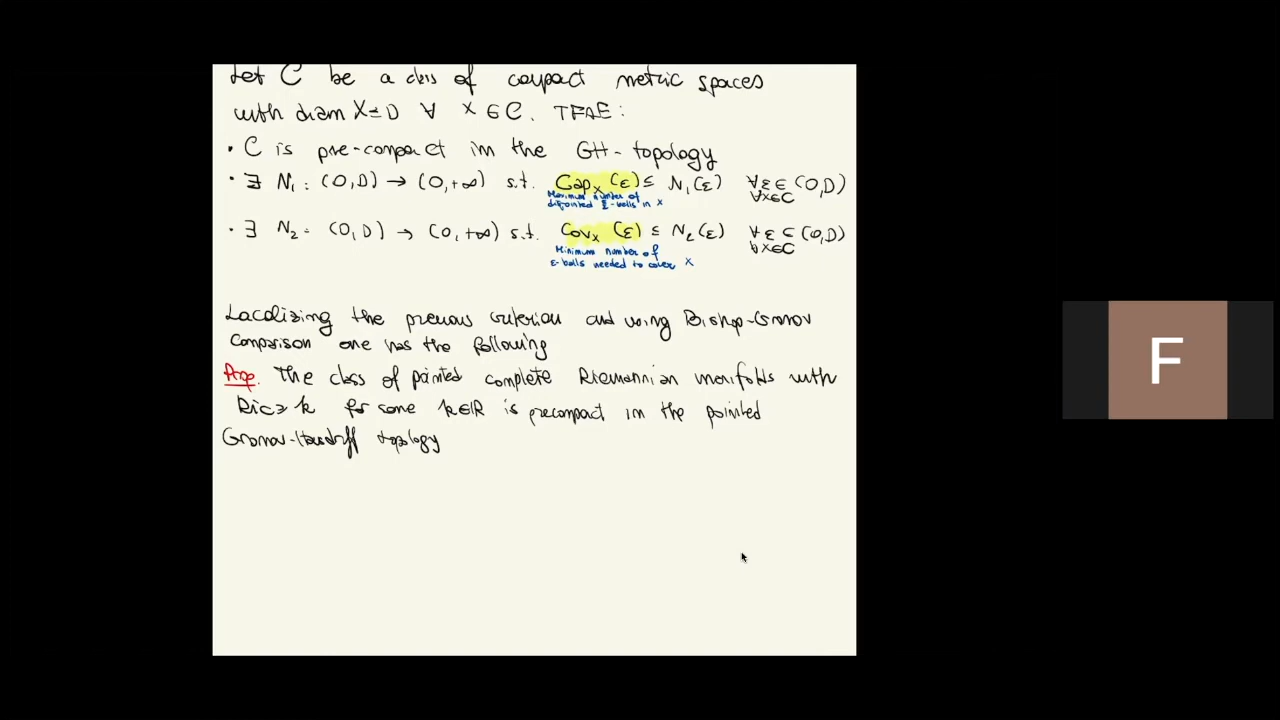 Let C be a class of compact metric spaces
with diam X ≤ D ∀ X ∈ C. TFAE:
• C is pre-compact in the GH-topology
• ∃ N₁ : (0,D) → (0,+∞) s.t. Cap_X (ε) ≤ N₁(ε) ∀ε ∈ (0,D)
Maximum number of ∀X∈C
disjointed ε/2-balls in X
• ∃ N₂ : (0,D) → (0,+∞) s.t. Cov_X (ε) ≤ N₂(ε) ∀ε ∈ (0,D)
Minimum number of ∀X∈C
ε-balls needed to cover X
Localizing the previous criterion and using Bishop-Gromov
comparison one has the following
Prop. The class of pointed complete Riemannian manifolds with
Ric ≥ k for some k∈ℝ is precompact in the pointed
Gromov-Hausdorff topology
F